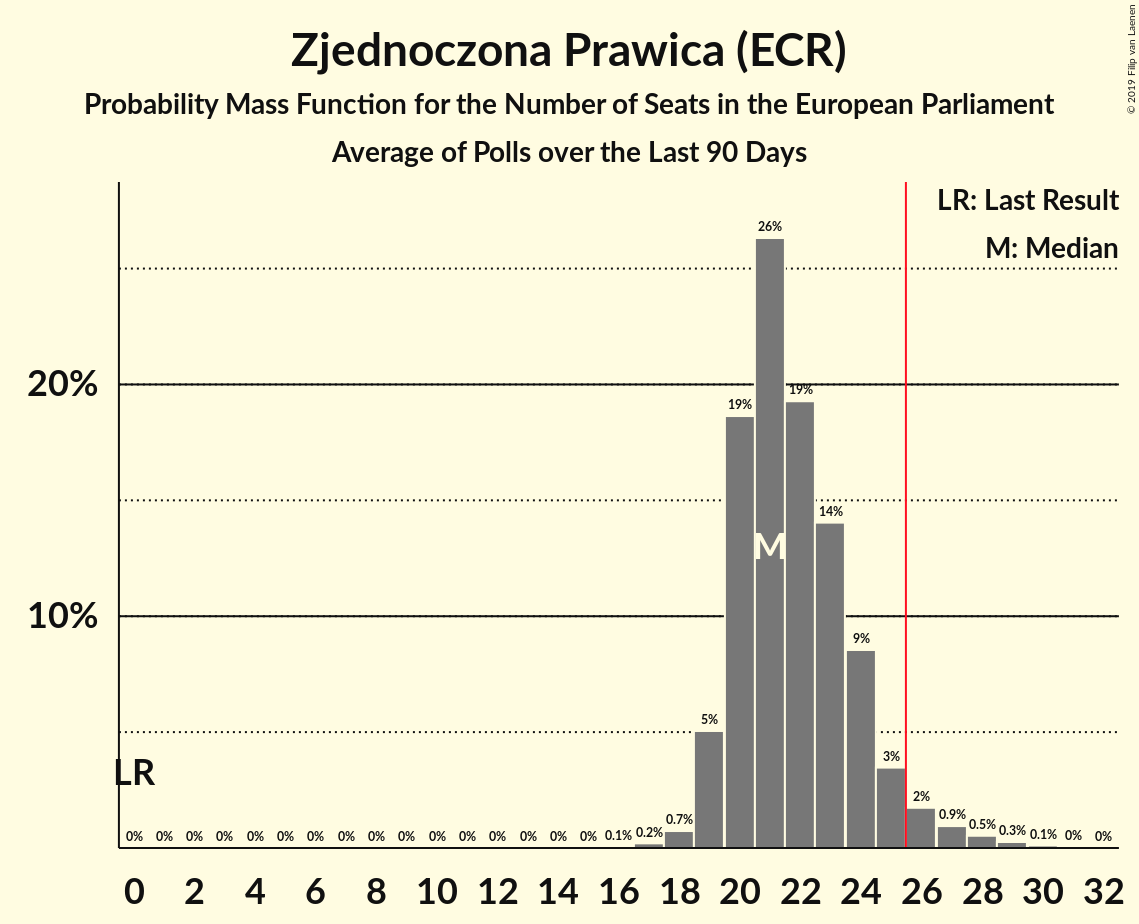 Zjednoczona Prawica (ECR)
Probability Mass Function for the Number of Seats in the European Parliament
Average of Polls over the Last 90 Days
© 2019 Filip van Laenen
LR: Last Result
M: Median
26%
20%
19%
19%
14%
M
10%
9%
5%
3%
LR
2%
0% 0% 0% 0% 0% 0% 0% 0% 0% 0% 0% 0% 0% 0% 0% 0% 0.1% 0.2% 0.7% 0.9% 0.5% 0.3% 0.1% 0% 0%
0 2 4 6 8 10 12 14 16 18 20 22 24 26 28 30 32